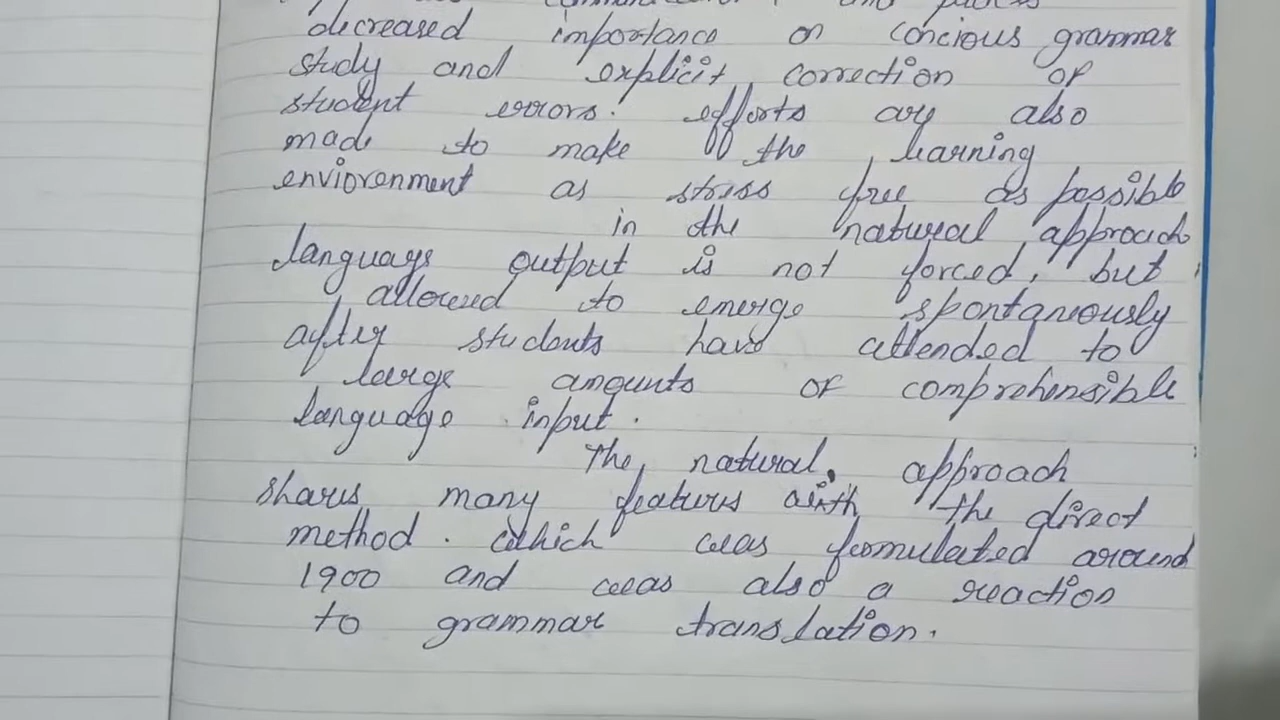 decreased importance on concious grammar
study and explicit correction of
student errors. efforts are also
made to make the learning
enviorenment as stress free as possible
in the natural approach
language output is not forced, but
allowed to emerge spontaneously
after students have attended to
large amounts of comprehensible
language input.
The natural approach
shares many features with the direct
method. which was formulated around
1900 and was also a reaction
to grammar translation.